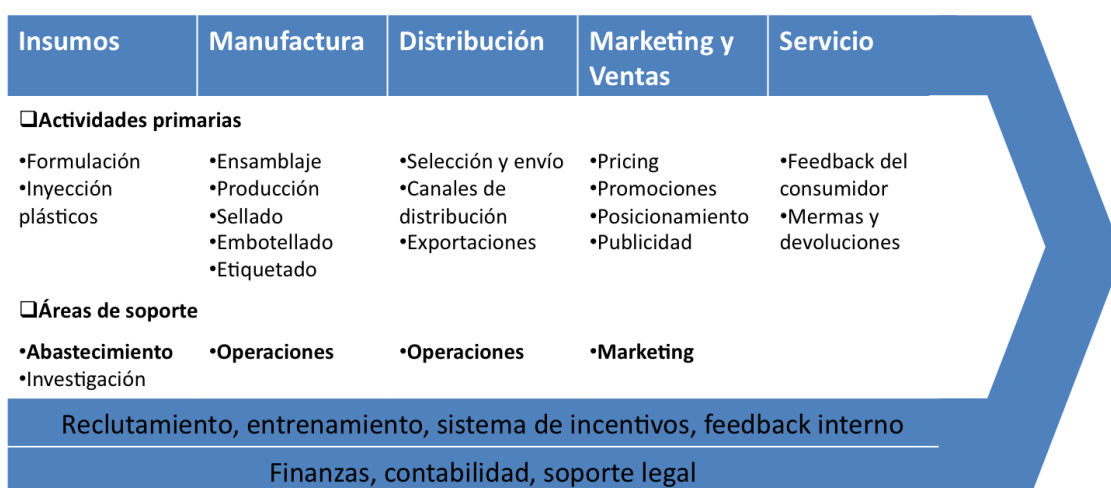 Insumos
Manufactura
Distribución
Marketing y
Ventas
Servicio
❑Actividades primarias
•Formulación
•Inyección
plásticos
•Ensamblaje
•Producción
•Sellado
•Embotellado
•Etiquetado
•Selección y envío
•Canales de
distribución
•Exportaciones
•Pricing
•Promociones
•Posicionamiento
•Publicidad
•Feedback del
consumidor
•Mermas y
devoluciones
❑Áreas de soporte
•Abastecimiento
•Investigación
•Operaciones
•Operaciones
•Marketing
Reclutamiento, entrenamiento, sistema de incentivos, feedback interno
Finanzas, contabilidad, soporte legal